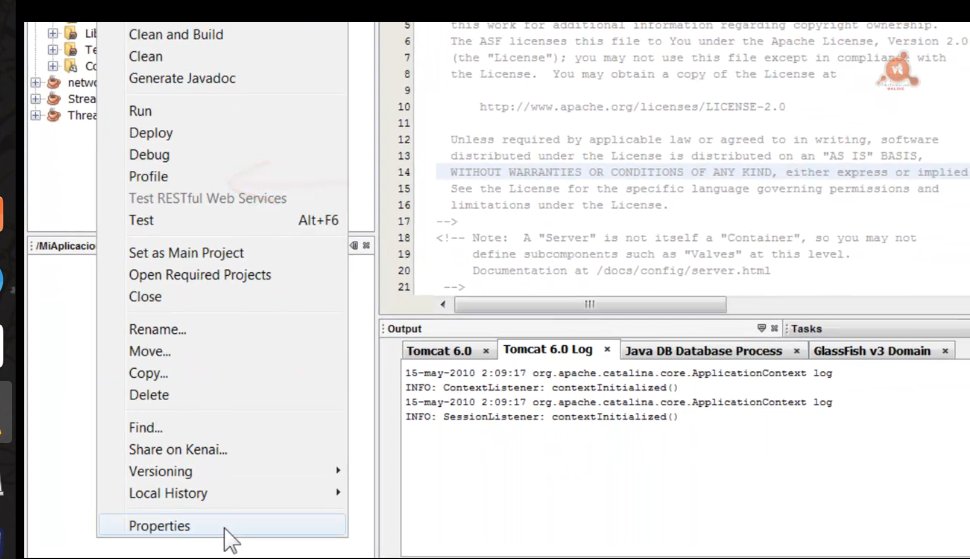 Lib
Te
Co
netwo
Strea
Threa
Clean and Build
Clean
Generate Javadoc
Run
Deploy
Debug
Profile
Test RESTful Web Services
Test Alt+F6
Set as Main Project
Open Required Projects
Close
Rename...
Move...
Copy...
Delete
Find...
Share on Kenai...
Versioning
Local History
Properties
/MiAplicacio
5 this work for additional information regarding copyright ownership.
6 The ASF licenses this file to You under the Apache License, Version 2.0
7 (the "License"); you may not use this file except in compliance with
8 the License. You may obtain a copy of the License at
9
10 http://www.apache.org/licenses/LICENSE-2.0
11
12 Unless required by applicable law or agreed to in writing, software
13 distributed under the License is distributed on an "AS IS" BASIS,
14 WITHOUT WARRANTIES OR CONDITIONS OF ANY KIND, either express or implied
15 See the License for the specific language governing permissions and
16 limitations under the License.
17 -->
18 <!-- Note: A "Server" is not itself a "Container", so you may not
19 define subcomponents such as "Valves" at this level.
20 Documentation at /docs/config/server.html
21 -->
Output
Tasks
Tomcat 6.0 Tomcat 6.0 Log Java DB Database Process GlassFish v3 Domain
15-may-2010 2:09:17 org.apache.catalina.core.ApplicationContext log
INFO: ContextListener: contextInitialized()
15-may-2010 2:09:17 org.apache.catalina.core.ApplicationContext log
INFO: SessionListener: contextInitialized()